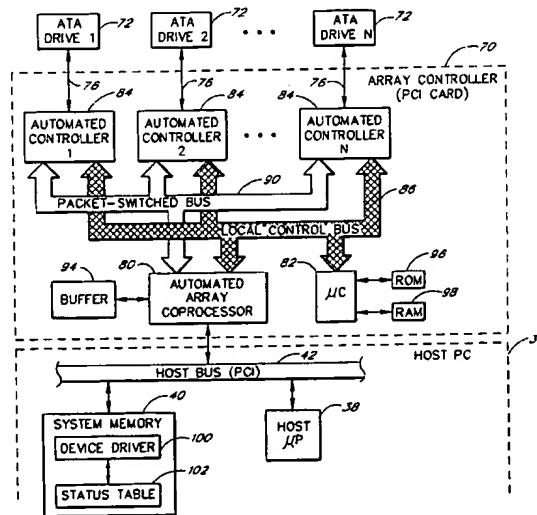 ATA DRIVE 1 72
ATA DRIVE 2 72
ATA DRIVE N 72
70
76
76
76
ARRAY CONTROLLER
(PCI CARD)
84
84
84
AUTOMATED CONTROLLER 1
AUTOMATED CONTROLLER 2
AUTOMATED CONTROLLER N
90
86
PACKET-SWITCHED BUS
LOCAL CONTROL BUS
94
80
82
96
98
BUFFER
AUTOMATED ARRAY COPROCESSOR
μC
ROM
RAM
42
HOST PC
HOST BUS (PCI)
40
38
SYSTEM MEMORY
100
DEVICE DRIVER
102
STATUS TABLE
HOST μP